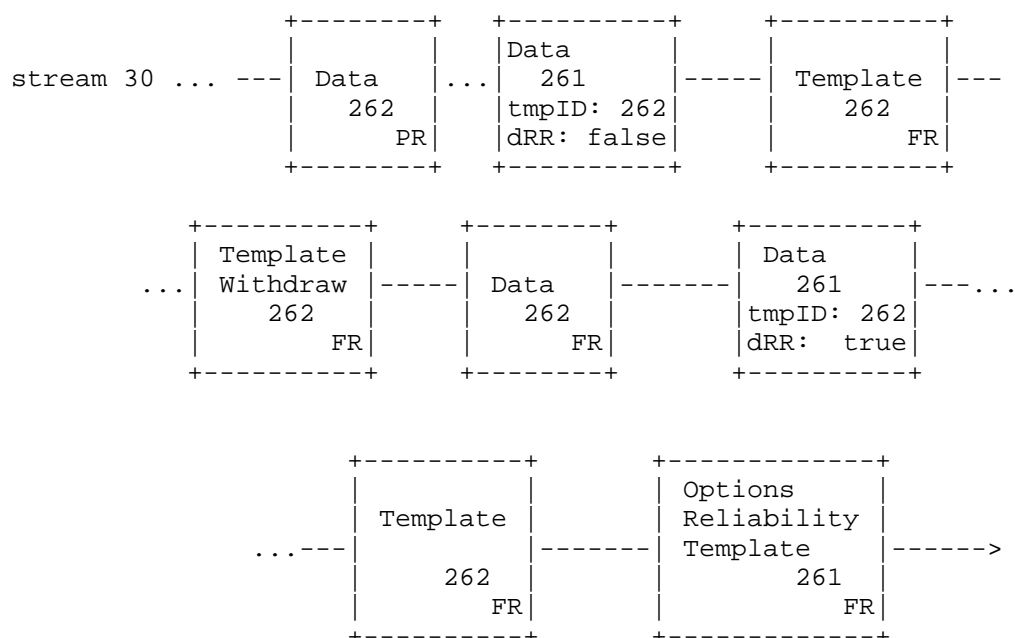 +--------+   +----------+     +----------+
               |        |   |Data      |     |          |
stream 30 ... ---| Data   |...|  261     |-----| Template |---
               |   262  |   |tmpID: 262|     |   262    |
               |      PR|   |dRR: false|     |        FR|
               +--------+   +----------+     +----------+
         +----------+     +--------+       +----------+
         | Template |     |        |       | Data     |
      ...| Withdraw |-----| Data   |-------|   261    |---...
         |   262    |     |   262  |       |tmpID: 262|
         |        FR|     |      FR|       |dRR:  true|
         +----------+     +--------+       +----------+
                  +----------+       +-------------+
                  |          |       | Options     |
                  | Template |       | Reliability |
            ...---|          |-------| Template    |------>
                  |     262  |       |        261  |
                  |        FR|       |           FR|
                  +----------+       +-------------+